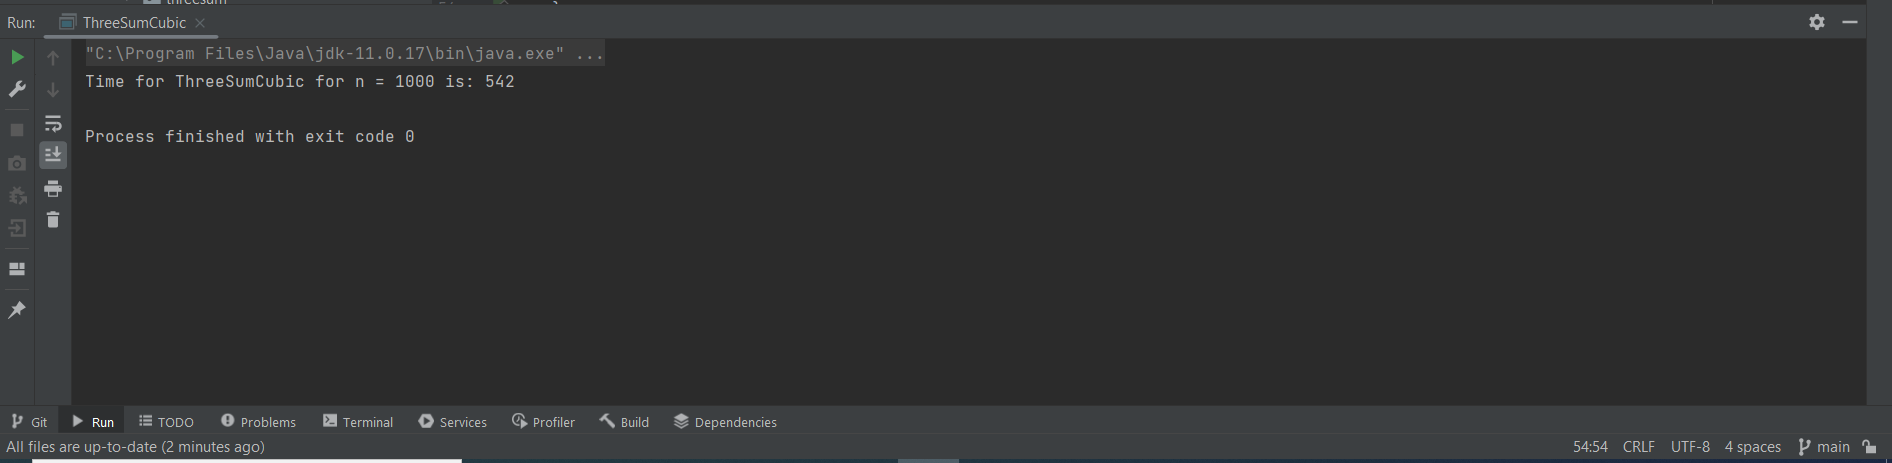 threesum
Run: ThreeSumCubic
"C:\Program Files\Java\jdk-11.0.17\bin\java.exe" ...
Time for ThreeSumCubic for n = 1000 is: 542
Process finished with exit code 0
Git Run TODO Problems Terminal Services Profiler Build Dependencies
All files are up-to-date (2 minutes ago) 54:54 CRLF UTF-8 4 spaces main